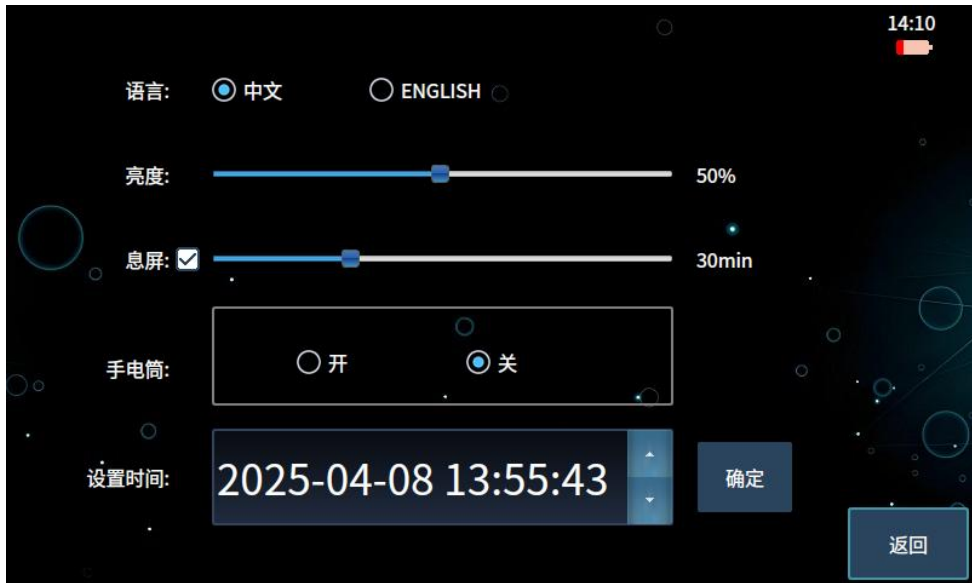 14:10
语言: 中文 ENGLISH
亮度: 50%
息屏: 30min
手电筒: 开 关
设置时间: 2025-04-08 13:55:43 确定
返回